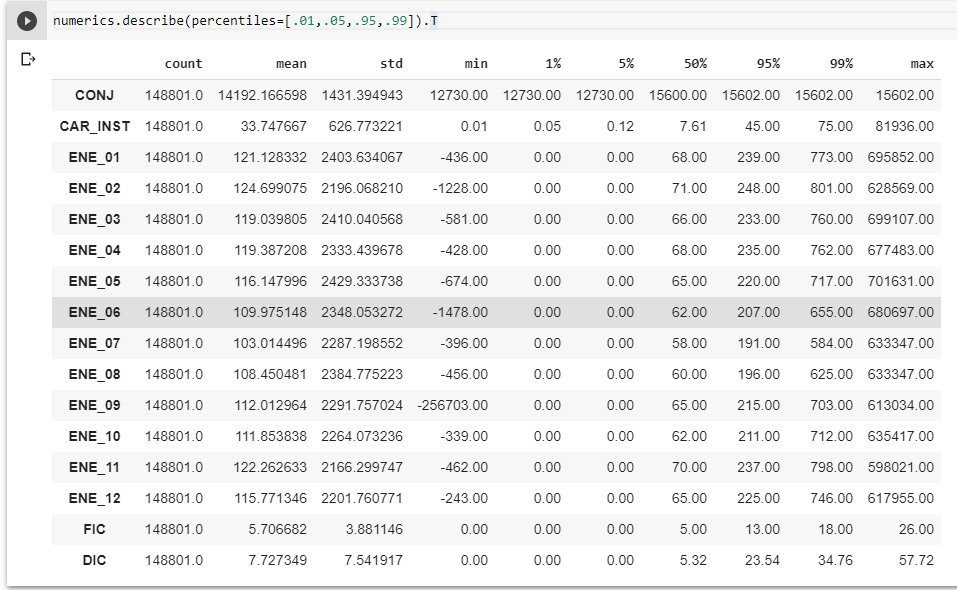 numerics.describe(percentiles=[.01,.05,.95,.99]).T
count mean std min 1% 5% 50% 95% 99% max
CONJ 148801.0 14192.166598 1431.394943 12730.00 12730.00 12730.00 15600.00 15602.00 15602.00 15602.00
CAR_INST 148801.0 33.747667 626.773221 0.01 0.05 0.12 7.61 45.00 75.00 81936.00
ENE_01 148801.0 121.128332 2403.634067 -436.00 0.00 0.00 68.00 239.00 773.00 695852.00
ENE_02 148801.0 124.699075 2196.068210 -1228.00 0.00 0.00 71.00 248.00 801.00 628569.00
ENE_03 148801.0 119.039805 2410.040568 -581.00 0.00 0.00 66.00 233.00 760.00 699107.00
ENE_04 148801.0 119.387208 2333.439678 -428.00 0.00 0.00 68.00 235.00 762.00 677483.00
ENE_05 148801.0 116.147996 2429.333738 -674.00 0.00 0.00 65.00 220.00 717.00 701631.00
ENE_06 148801.0 109.975148 2348.053272 -1478.00 0.00 0.00 62.00 207.00 655.00 680697.00
ENE_07 148801.0 103.014496 2287.198552 -396.00 0.00 0.00 58.00 191.00 584.00 633347.00
ENE_08 148801.0 108.450481 2384.775223 -456.00 0.00 0.00 60.00 196.00 625.00 633347.00
ENE_09 148801.0 112.012964 2291.757024 -256703.00 0.00 0.00 65.00 215.00 703.00 613034.00
ENE_10 148801.0 111.853838 2264.073236 -339.00 0.00 0.00 62.00 211.00 712.00 635417.00
ENE_11 148801.0 122.262633 2166.299747 -462.00 0.00 0.00 70.00 237.00 798.00 598021.00
ENE_12 148801.0 115.771346 2201.760771 -243.00 0.00 0.00 65.00 225.00 746.00 617955.00
FIC 148801.0 5.706682 3.881146 0.00 0.00 0.00 5.00 13.00 18.00 26.00
DIC 148801.0 7.727349 7.541917 0.00 0.00 0.00 5.32 23.54 34.76 57.72